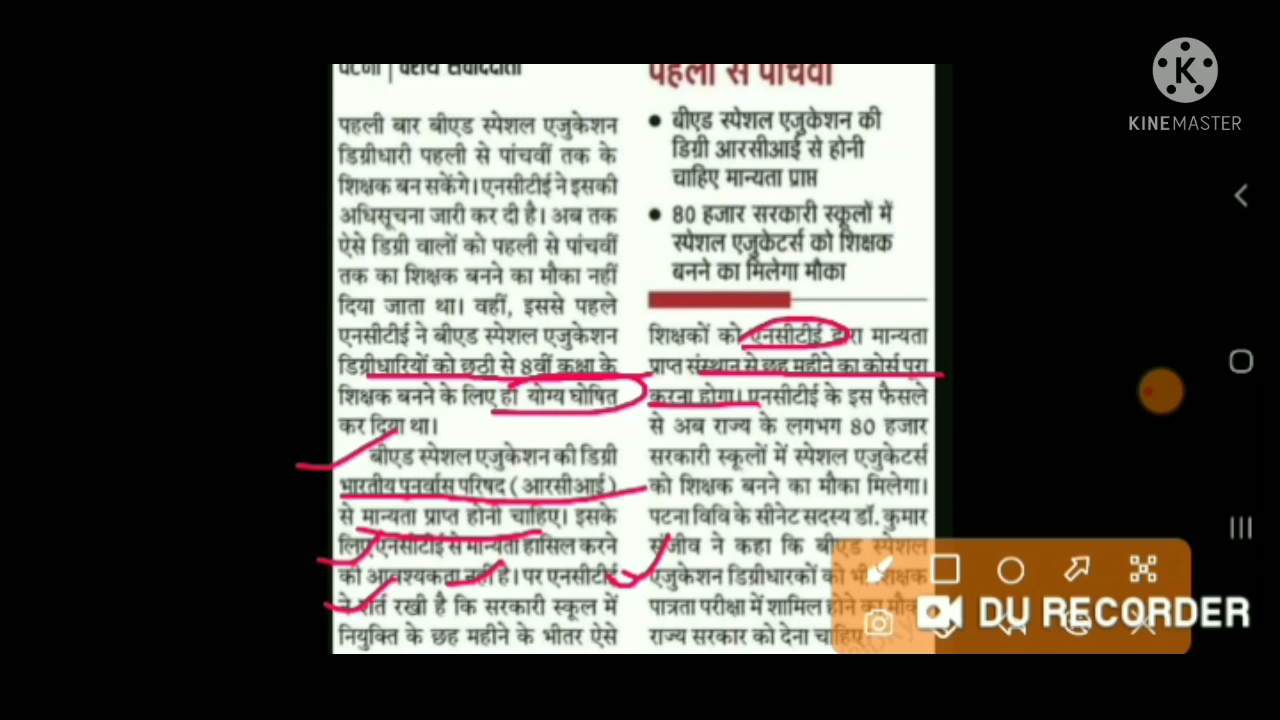 पटना | वरीय संवाददाता
पहली बार बीएड स्पेशल एजुकेशन
डिग्रीधारी पहली से पांचवीं तक के
शिक्षक बन सकेंगे। एनसीटीई ने इसकी
अधिसूचना जारी कर दी है। अब तक
ऐसे डिग्री वालों को पहली से पांचवीं
तक का शिक्षक बनने का मौका नहीं
दिया जाता था। वहीं, इससे पहले
एनसीटीई ने बीएड स्पेशल एजुकेशन
डिग्रीधारियों को छठी से 8वीं कक्षा के
शिक्षक बनने के लिए ही योग्य घोषित
कर दिया था।
बीएड स्पेशल एजुकेशन की डिग्री
भारतीय पुनर्वास परिषद (आरसीआई)
से मान्यता प्राप्त होनी चाहिए। इसके
लिए एनसीटीई से मान्यता हासिल करने
की आवश्यकता नहीं है। पर एनसीटीई
ने शर्त रखी है कि सरकारी स्कूल में
नियुक्ति के छह महीने के भीतर ऐसे
पहली से पांचवीं
• बीएड स्पेशल एजुकेशन की
डिग्री आरसीआई से होनी
चाहिए मान्यता प्राप्त
• 80 हजार सरकारी स्कूलों में
स्पेशल एजुकेटर्स को शिक्षक
बनने का मिलेगा मौका
शिक्षकों को एनसीटीई द्वारा मान्यता
प्राप्त संस्थान से छह महीने का कोर्स पूरा
करना होगा। एनसीटीई के इस फैसले
से अब राज्य के लगभग 80 हजार
सरकारी स्कूलों में स्पेशल एजुकेटर्स
को शिक्षक बनने का मौका मिलेगा।
पटना विवि के सीनेट सदस्य डॉ. कुमार
संजीव ने कहा कि बीएड स्पेशल
एजुकेशन डिग्रीधारकों को भी शिक्षक
पात्रता परीक्षा में शामिल होने का मौका
राज्य सरकार को देना चाहिए
K
KINEMASTER
DU RECORDER